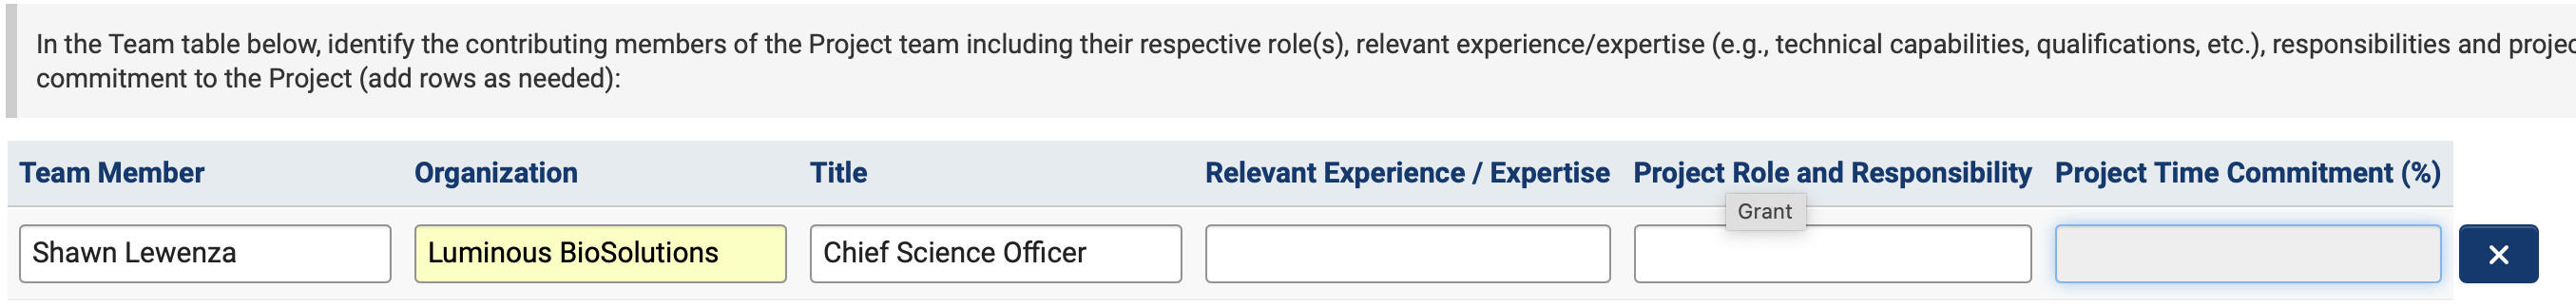 In the Team table below, identify the contributing members of the Project team including their respective role(s), relevant experience/expertise (e.g., technical capabilities, qualifications, etc.), responsibilities and
commitment to the Project (add rows as needed):
Team Member Organization Title Relevant Experience / Expertise Project Role and Responsibility Project Time Commitment (%)
Grant
Shawn Lewenza Luminous BioSolutions Chief Science Officer